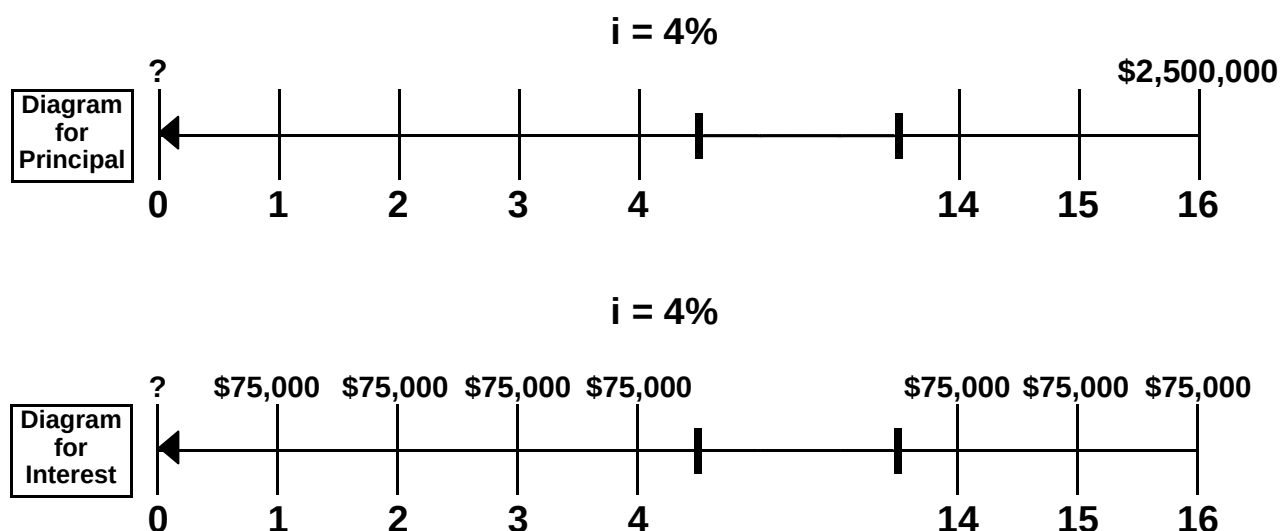 i = 4%
? $2,500,000
Diagram
for
Principal
0 1 2 3 4 14 15 16
i = 4%
? $75,000 $75,000 $75,000 $75,000 $75,000 $75,000 $75,000
Diagram
for
Interest
0 1 2 3 4 14 15 16